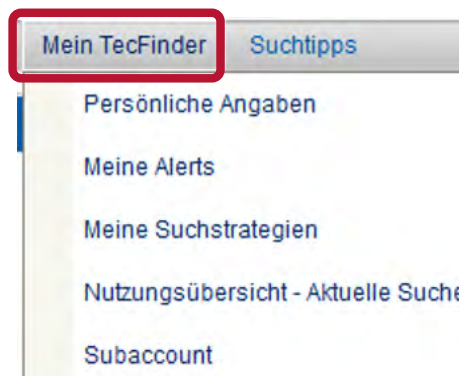 Mein TecFinder Suchtipps
Persönliche Angaben
Meine Alerts
Meine Suchstrategien
Nutzungsübersicht - Aktuelle Suche
Subaccount